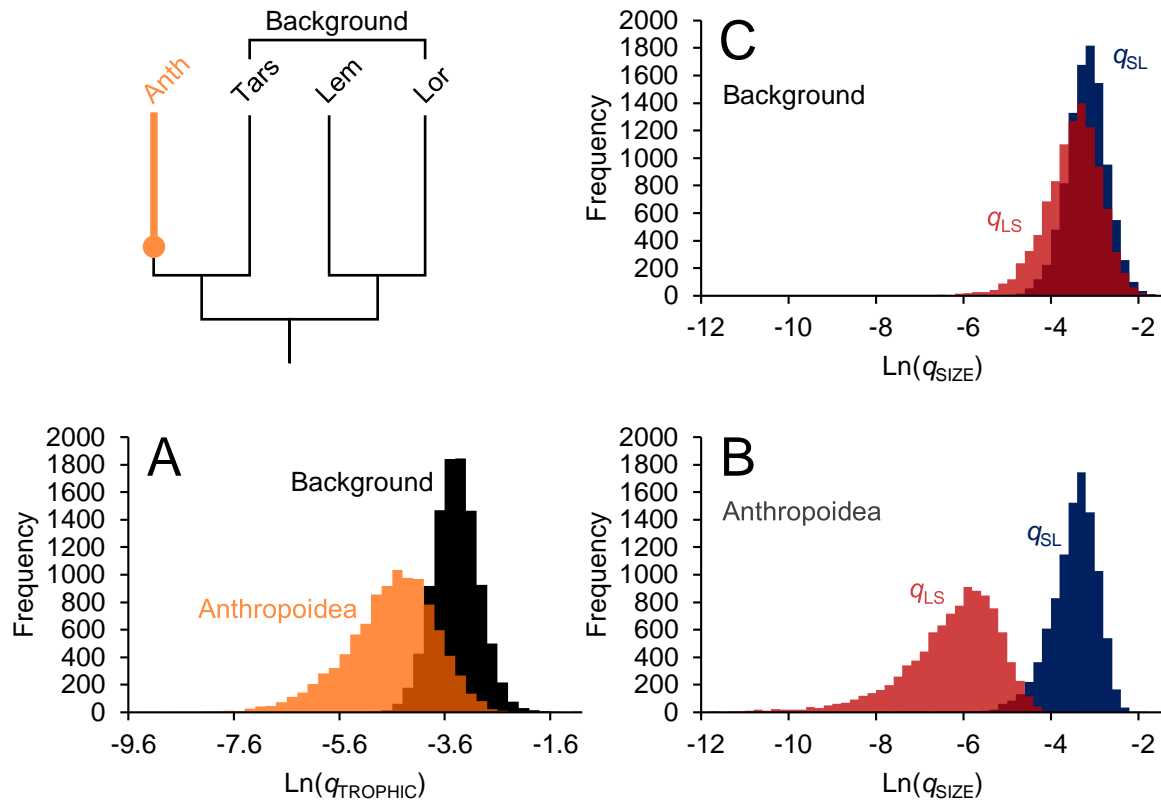 Background
Anth
Tars
Lem
Lor
C
Background
qSL
qLS
Frequency
2000
1800
1600
1400
1200
1000
800
600
400
200
0
-12 -10 -8 -6 -4 -2
Ln(qSIZE)
A
Background
Anthropoidea
Frequency
2000
1800
1600
1400
1200
1000
800
600
400
200
0
-9.6 -7.6 -5.6 -3.6 -1.6
Ln(qTROPHIC)
B
Anthropoidea
qSL
qLS
Frequency
2000
1800
1600
1400
1200
1000
800
600
400
200
0
-12 -10 -8 -6 -4 -2
Ln(qSIZE)